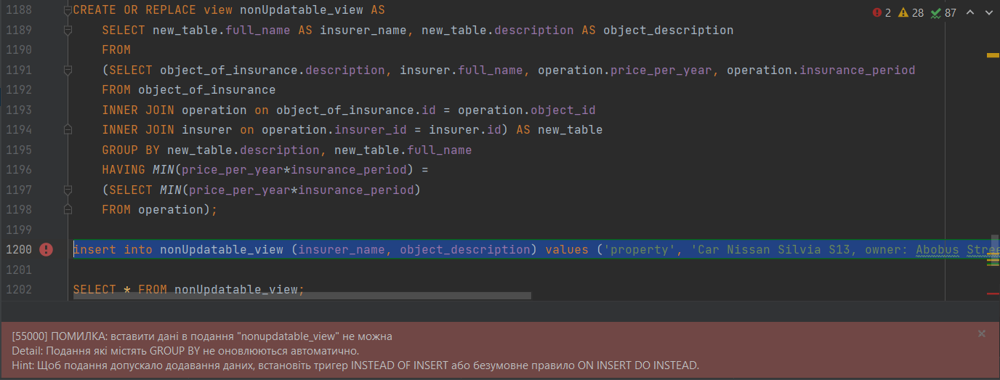 1188 CREATE OR REPLACE view nonUpdatable_view AS
2 28 87
1189 SELECT new_table.full_name AS insurer_name, new_table.description AS object_description
1190 FROM
1191 (SELECT object_of_insurance.description, insurer.full_name, operation.price_per_year, operation.insurance_period
1192 FROM object_of_insurance
1193 INNER JOIN operation on object_of_insurance.id = operation.object_id
1194 INNER JOIN insurer on operation.insurer_id = insurer.id) AS new_table
1195 GROUP BY new_table.description, new_table.full_name
1196 HAVING MIN(price_per_year*insurance_period) =
1197 (SELECT MIN(price_per_year*insurance_period)
1198 FROM operation);
1199
1200 insert into nonUpdatable_view (insurer_name, object_description) values ('property', 'Car Nissan Silvia S13, owner: Abobus Stree
1201
1202 SELECT * FROM nonUpdatable_view;
[55000] ПОМИЛКА: вставити дані в подання "nonupdatable_view" не можна
Detail: Подання які містять GROUP BY не оновлюються автоматично.
Hint: Щоб подання допускало додавання даних, встановіть тригер INSTEAD OF INSERT або безумовне правило ON INSERT DO INSTEAD.